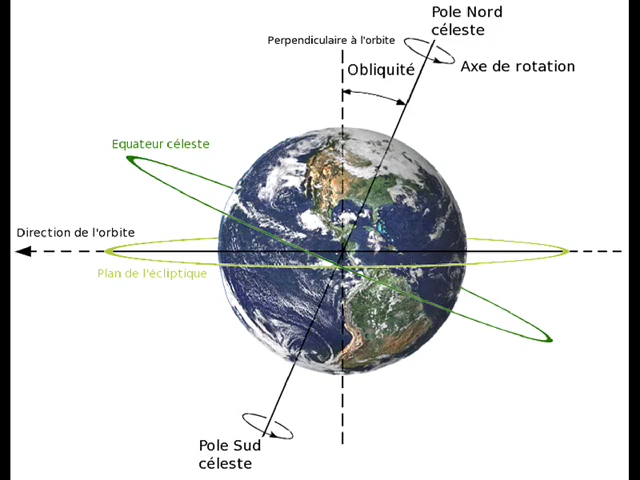 Pole Nord
céleste
Perpendiculaire à l'orbite
Obliquité
Axe de rotation
Equateur céleste
Direction de l'orbite
Plan de l'écliptique
Pole Sud
céleste